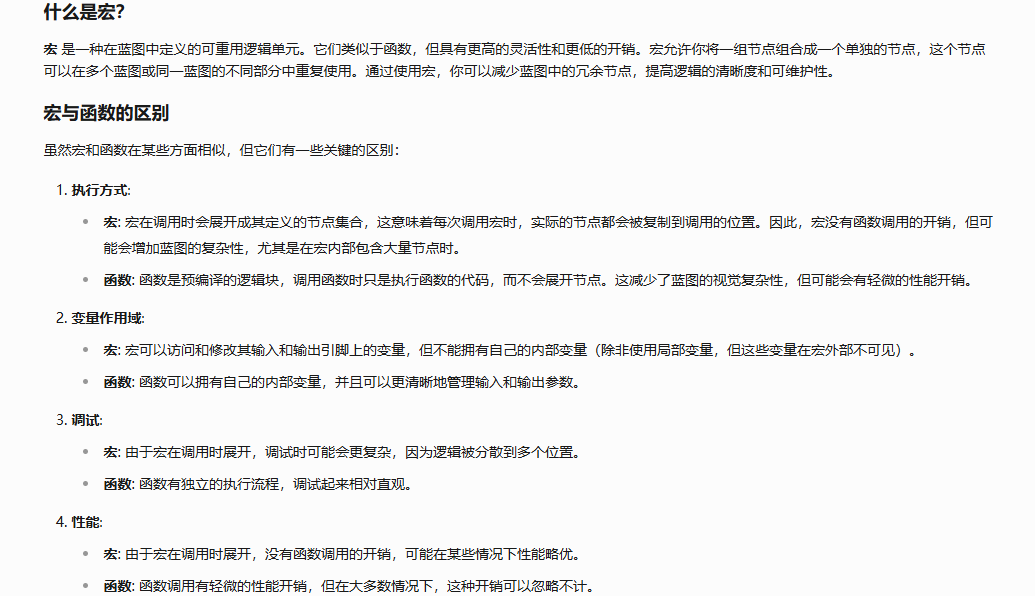 什么是宏?
宏 是一种在蓝图中定义的可重用逻辑单元。它们类似于函数，但具有更高的灵活性和更低的开销。宏允许你将一组节点组合成一个单独的节点，这个节点
可以在多个蓝图或同一蓝图的不同部分中重复使用。通过使用宏，你可以减少蓝图中的冗余节点，提高逻辑的清晰度和可维护性。
宏与函数的区别
虽然宏和函数在某些方面相似，但它们有一些关键的区别：
1. 执行方式:
宏: 宏在调用时会展开成其定义的节点集合，这意味着每次调用宏时，实际的节点都会被复制到调用的位置。因此，宏没有函数调用的开销，但可
能会增加蓝图的复杂性，尤其是在宏内部包含大量节点时。
函数: 函数是预编译的逻辑块，调用函数时只是执行函数的代码，而不会展开节点。这减少了蓝图的视觉复杂性，但可能会有轻微的性能开销。
2. 变量作用域:
宏: 宏可以访问和修改其输入和输出引脚上的变量，但不能拥有自己的内部变量（除非使用局部变量，但这些变量在宏外部不可见）。
函数: 函数可以拥有自己的内部变量，并且可以更清晰地管理输入和输出参数。
3. 调试:
宏: 由于宏在调用时展开，调试时可能会更复杂，因为逻辑被分散到多个位置。
函数: 函数有独立的执行流程，调试起来相对直观。
4. 性能:
宏: 由于宏在调用时展开，没有函数调用的开销，可能在某些情况下性能略优。
函数: 函数调用有轻微的性能开销，但在大多数情况下，这种开销可以忽略不计。